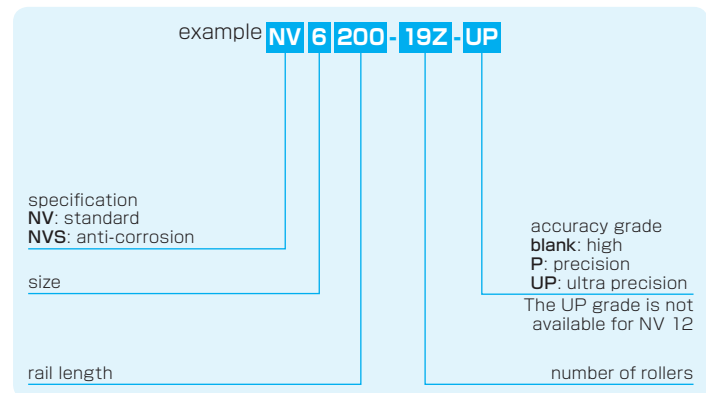 example NV 6 200 - 19Z - UP
specification
NV: standard
NVS: anti-corrosion
size
rail length
accuracy grade
blank: high
P: precision
UP: ultra precision
The UP grade is not
available for NV 12
number of rollers